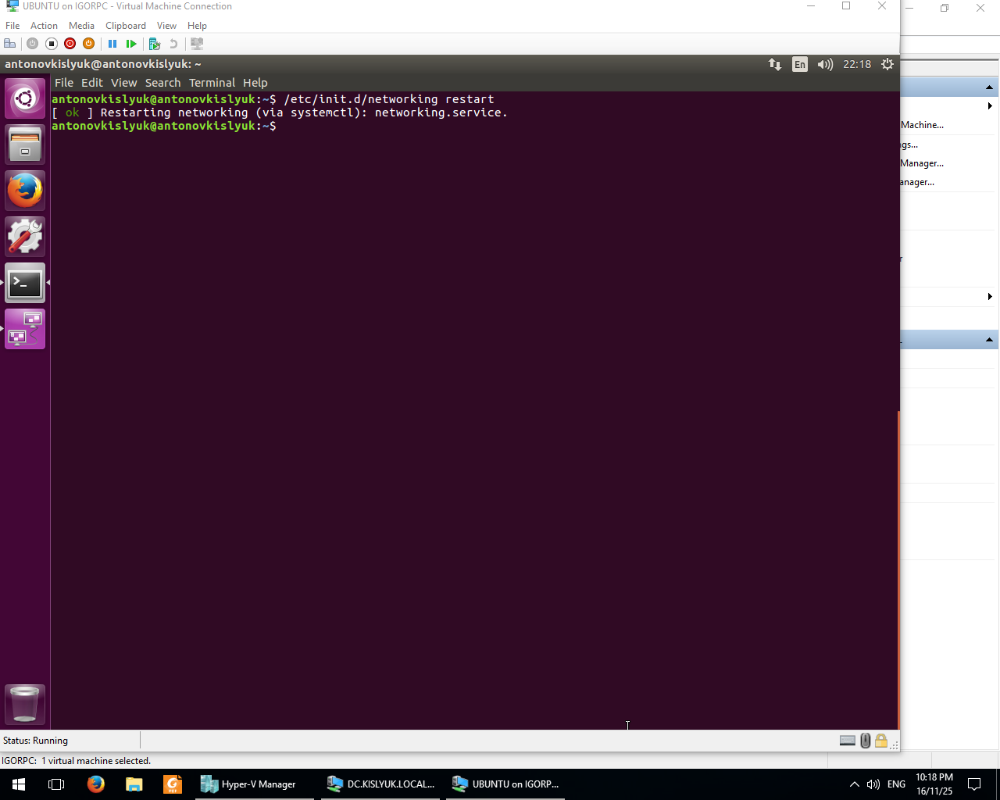 UBUNTU on IGORPC - Virtual Machine Connection
File Action Media Clipboard View Help
antonovkislyuk@antonovkislyuk: ~
En 22:18
File Edit View Search Terminal Help
antonovkislyuk@antonovkislyuk:~$ /etc/init.d/networking restart
[ ok ] Restarting networking (via systemctl): networking.service.
antonovkislyuk@antonovkislyuk:~$
Machine...
gs...
Manager...
anager...
Status: Running
IGORPC: 1 virtual machine selected.
PDF
Hyper-V Manager
DC.KISLYUK.LOCAL...
UBUNTU on IGORP...
ENG
10:18 PM
16/11/25